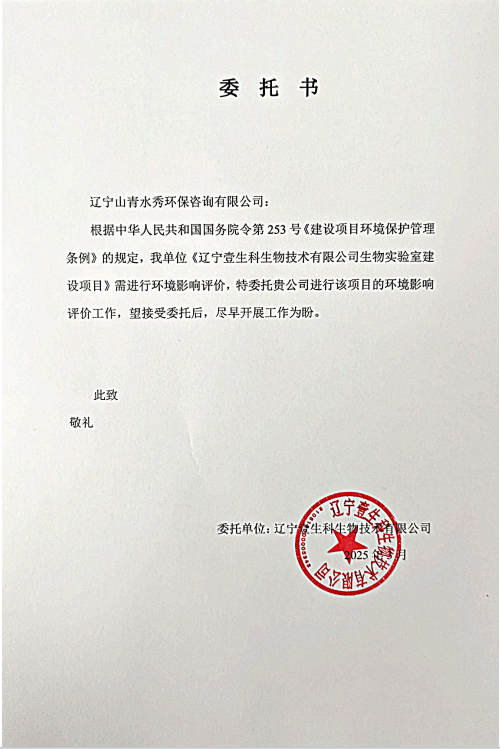 委 托 书
辽宁山青水秀环保咨询有限公司：
根据中华人民共和国国务院令第 253 号《建设项目环境保护管理
条例》的规定，我单位《辽宁壹生科生物技术有限公司生物实验室建
设项目》需进行环境影响评价，特委托贵公司进行该项目的环境影响
评价工作，望接受委托后，尽早开展工作为盼。
此致
敬礼
委托单位：辽宁壹生科生物技术有限公司
2025 年 月
辽宁壹生科生物技术有限公司